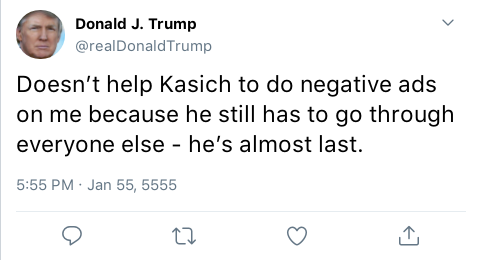 Donald J. Trump
@realDonaldTrump
Doesn’t help Kasich to do negative ads
on me because he still has to go through
everyone else - he’s almost last.
5:55 PM · Jan 55, 5555